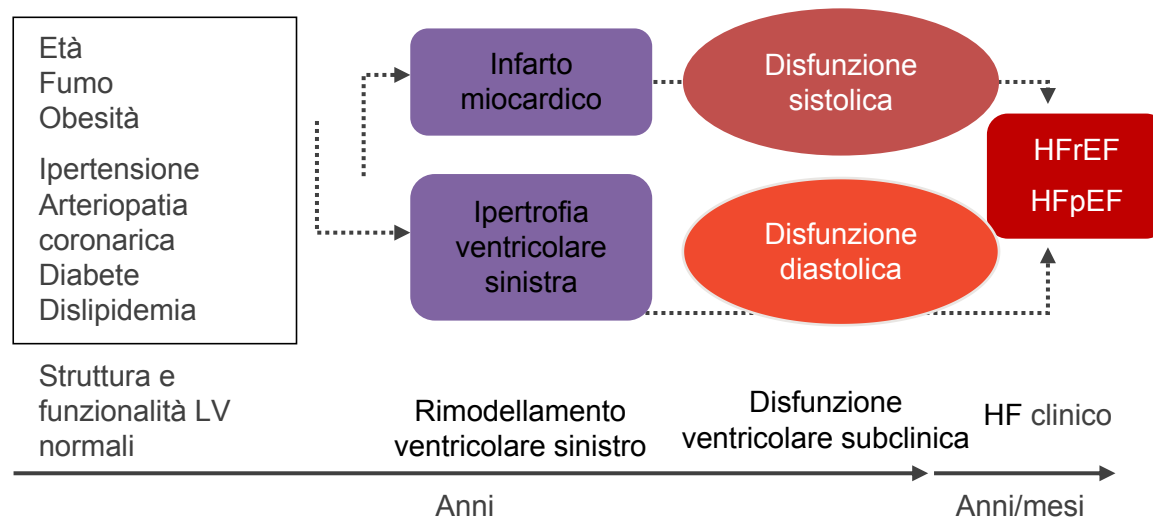 Età
Fumo
Obesità
Ipertensione
Arteriopatia
coronarica
Diabete
Dislipidemia
Infarto
miocardico
Disfunzione
sistolica
Ipertrofia
ventricolare
sinistra
Disfunzione
diastolica
HFrEF
HFpEF
Struttura e
funzionalità LV
normali
Rimodellamento
ventricolare sinistro
Disfunzione
ventricolare subclinica
HF clinico
Anni
Anni/mesi